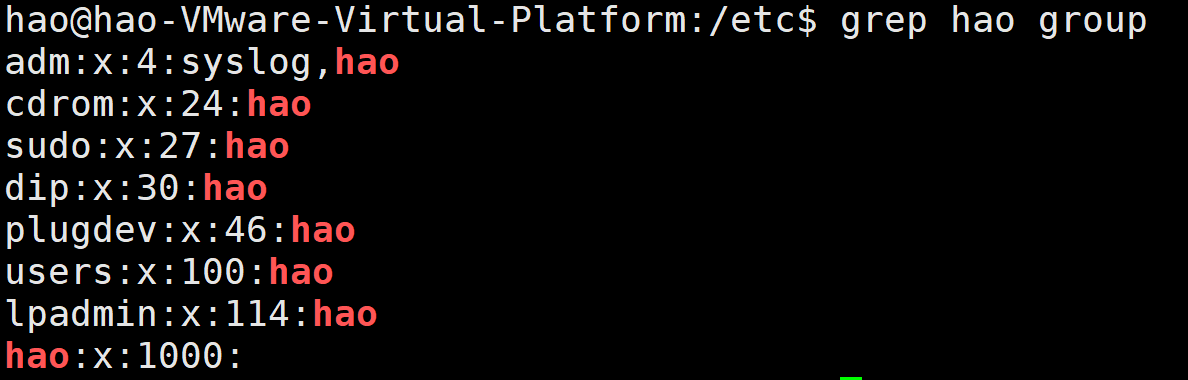 hao@hao-VMware-Virtual-Platform:/etc$ grep hao group
adm:x:4:syslog,hao
cdrom:x:24:hao
sudo:x:27:hao
dip:x:30:hao
plugdev:x:46:hao
users:x:100:hao
lpadmin:x:114:hao
hao:x:1000: